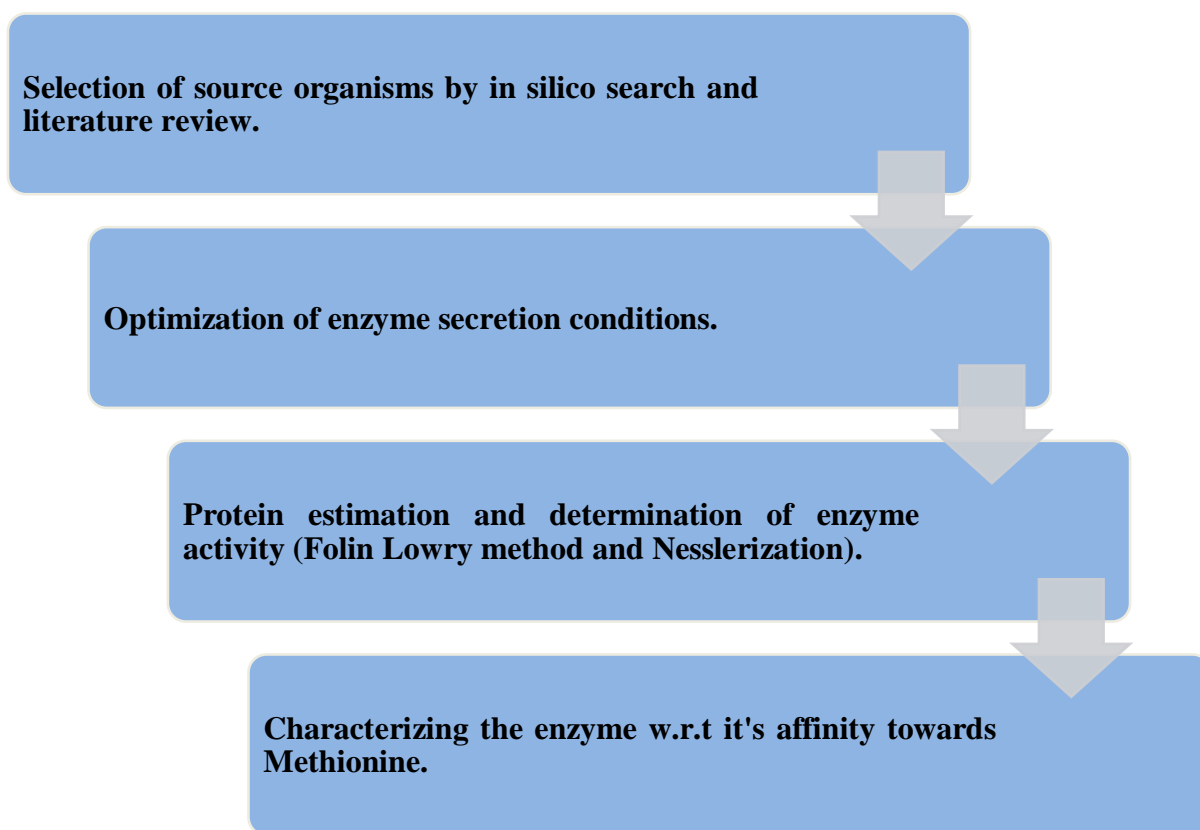 Selection of source organisms by in silico search and
literature review.
Optimization of enzyme secretion conditions.
Protein estimation and determination of enzyme
activity (Folin Lowry method and Nesslerization).
Characterizing the enzyme w.r.t it's affinity towards
Methionine.